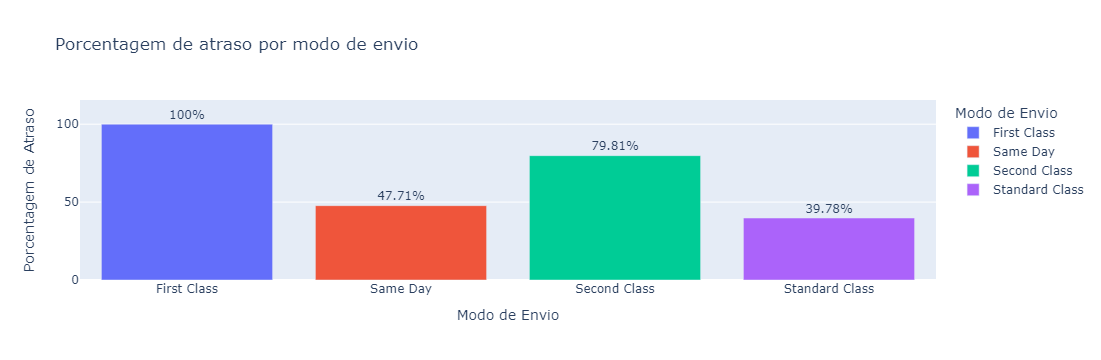 Porcentagem de atraso por modo de envio
Porcentagem de Atraso
100
50
0
100%
47.71%
79.81%
39.78%
First Class
Same Day
Second Class
Standard Class
Modo de Envio
Modo de Envio
First Class
Same Day
Second Class
Standard Class